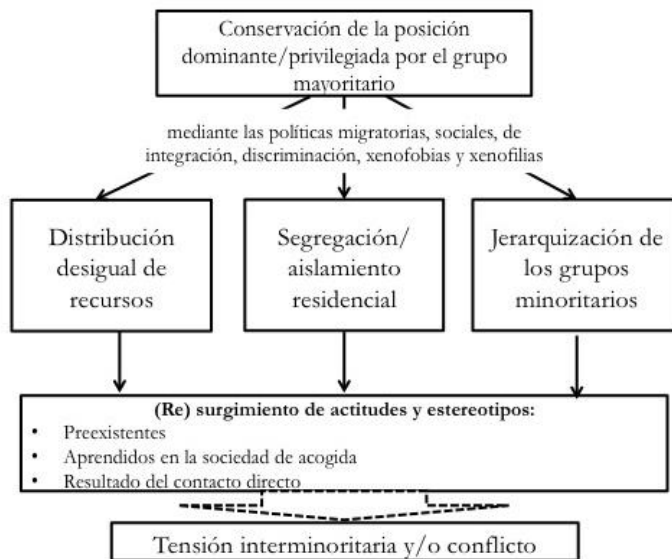 Conservación de la posición
dominante/privilegiada por el grupo
mayoritario
mediante las políticas migratorias, sociales, de
integración, discriminación, xenofobias y xenofilias
Distribución
desigual de
recursos
Segregación/
aislamiento
residencial
Jerarquización de
los grupos
minoritarios
(Re) surgimiento de actitudes y estereotipos:
• Preexistentes
• Aprendidos en la sociedad de acogida
• Resultado del contacto directo
Tensión interminoritaria y/o conflicto